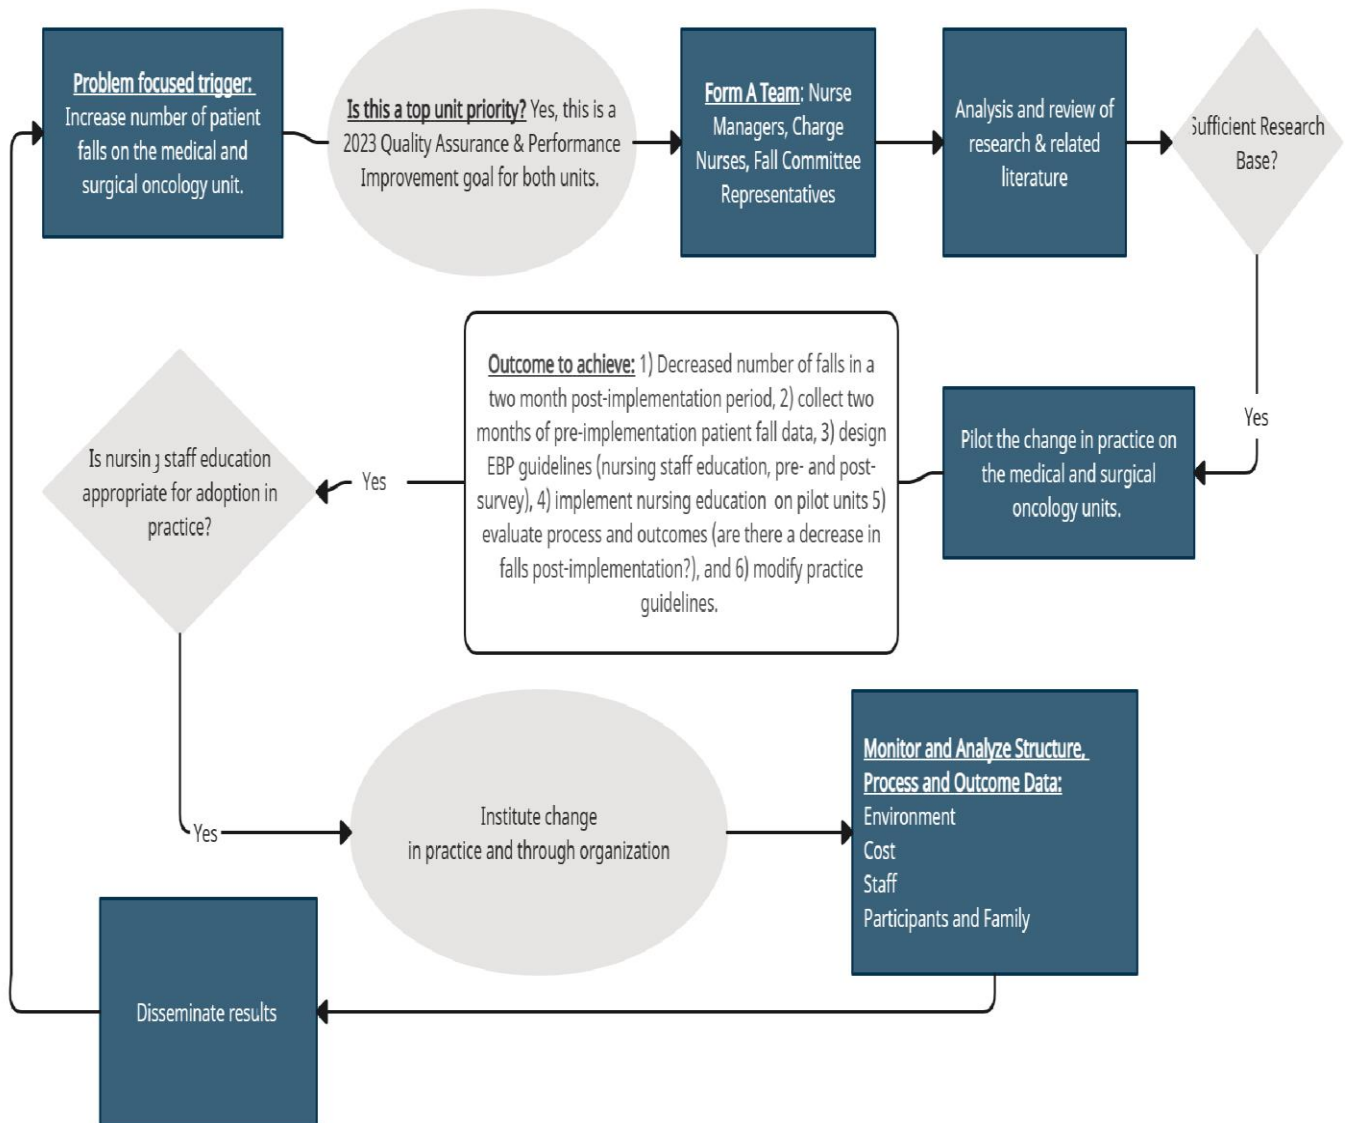 Problem focused trigger:
Increase number of patient
falls on the medical and
surgical oncology unit.
Is this a top unit priority? Yes, this is a
2023 Quality Assurance & Performance
Improvement goal for both units.
Form A Team: Nurse
Managers, Charge
Nurses, Fall Committee
Representatives
Analysis and review of
research & related
literature
Sufficient Research
Base?
Yes
Pilot the change in practice on
the medical and surgical
oncology units.
Outcome to achieve: 1) Decreased number of falls in a
two month post-implementation period, 2) collect two
months of pre-implementation patient fall data, 3) design
EBP guidelines (nursing staff education, pre- and post-
survey), 4) implement nursing education on pilot units 5)
evaluate process and outcomes (are there a decrease in
falls post-implementation?), and 6) modify practice
guidelines.
Yes
Is nursing staff education
appropriate for adoption in
practice?
Yes
Institute change
in practice and through organization
Monitor and Analyze Structure,
Process and Outcome Data:
Environment
Cost
Staff
Participants and Family
Disseminate results